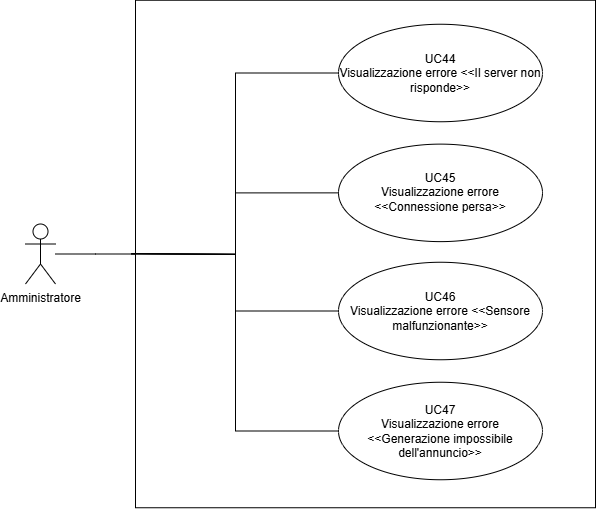 UC44
Visualizzazione errore <<Il server non
risponde>>
UC45
Visualizzazione errore
<<Connessione persa>>
Amministratore
UC46
Visualizzazione errore <<Sensore
malfunzionante>>
UC47
Visualizzazione errore
<<Generazione impossibile
dell'annuncio>>